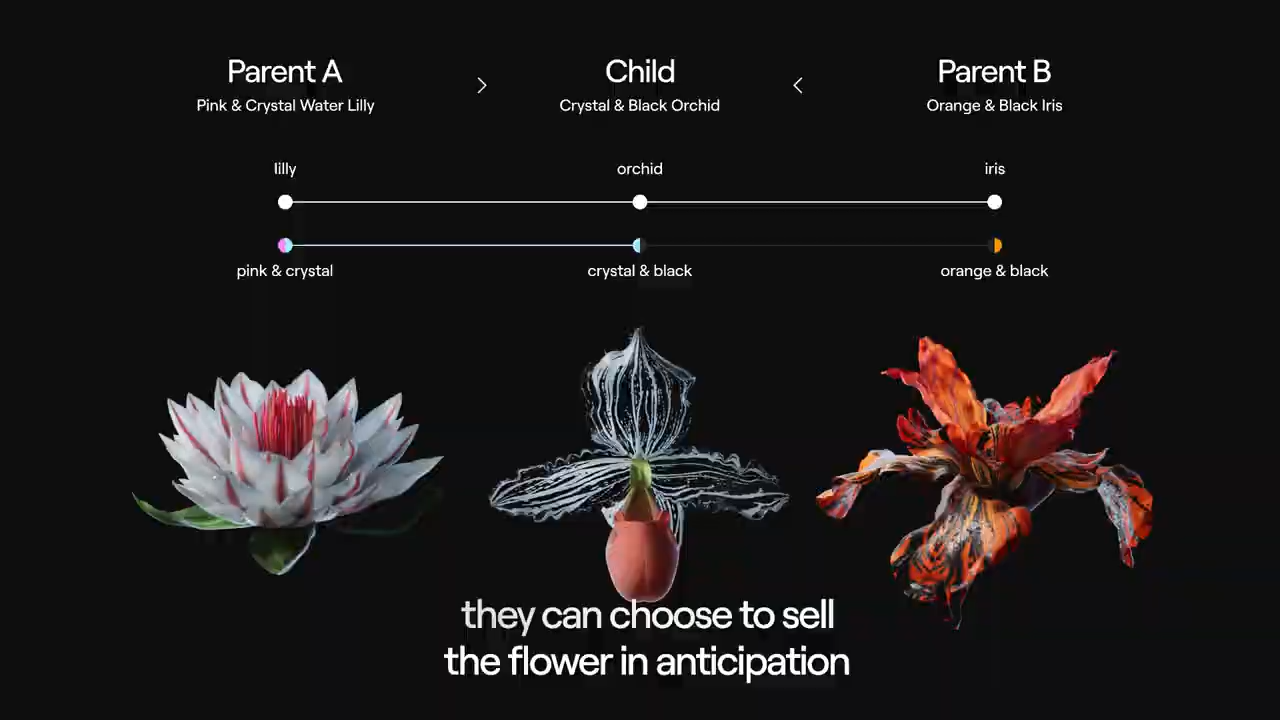 Parent A
Child
Parent B
Pink & Crystal Water Lilly
Crystal & Black Orchid
Orange & Black Iris
lilly
orchid
iris
pink & crystal
crystal & black
orange & black
they can choose to sell
the flower in anticipation